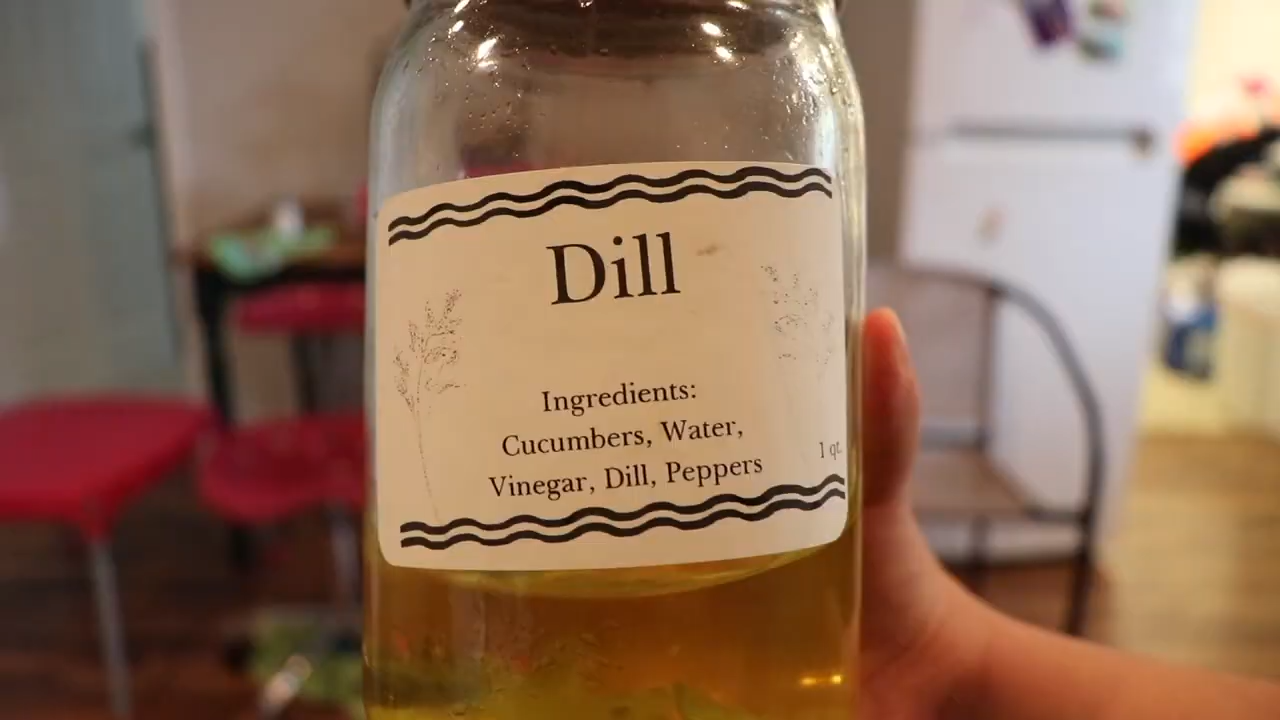 Dill
Ingredients:
Cucumbers, Water,
Vinegar, Dill, Peppers
1 qt.